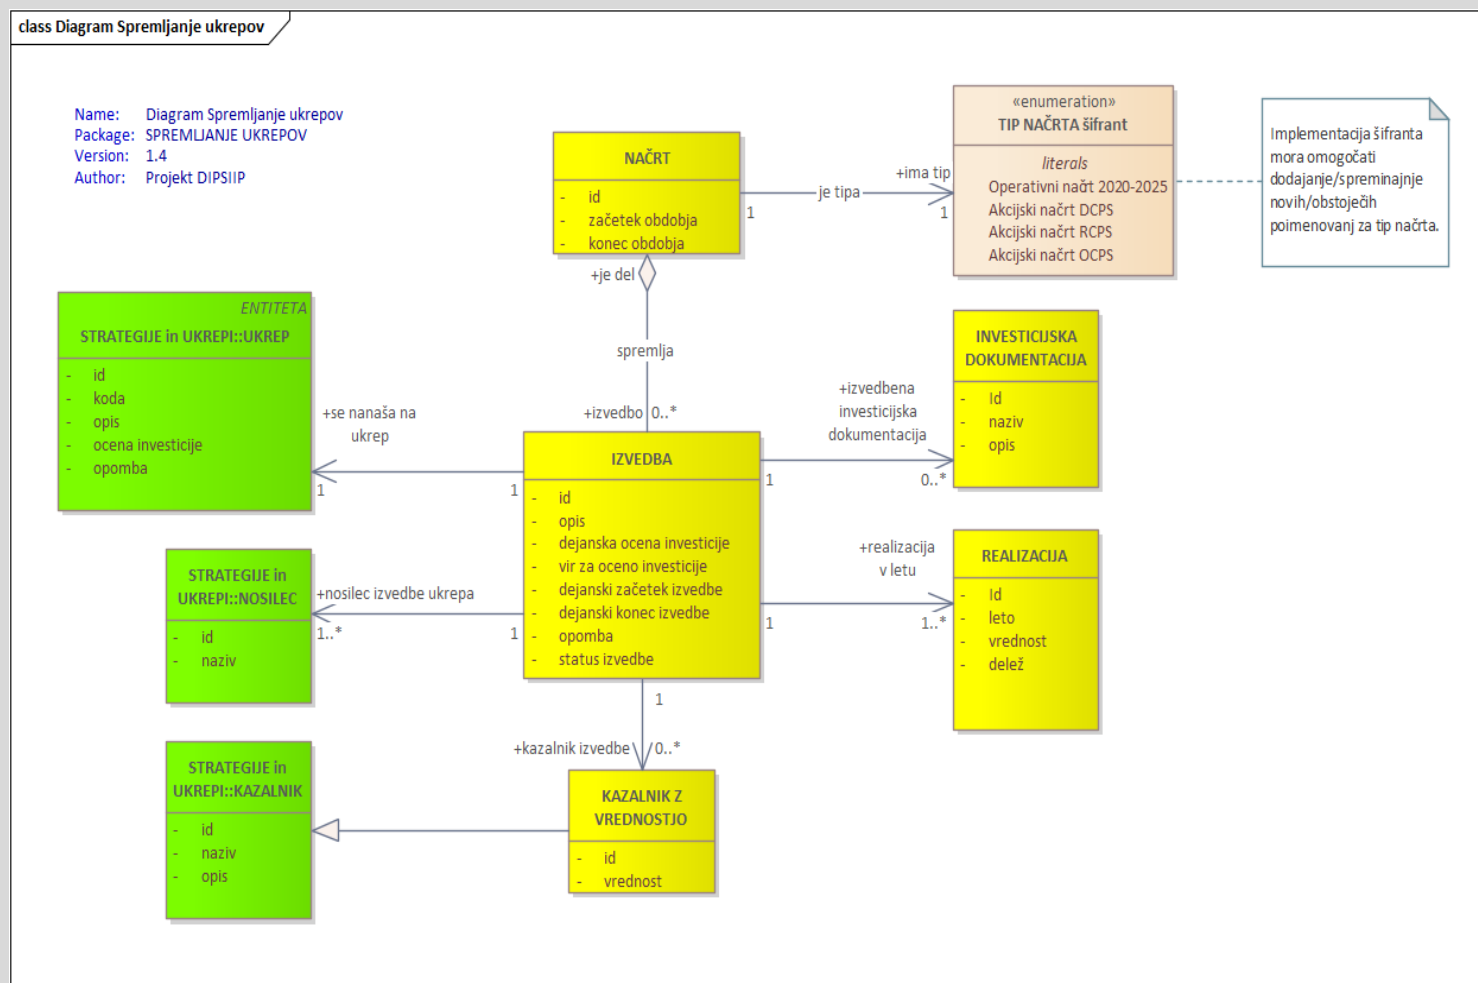 class Diagram Spremljanje ukrepov
Name: Diagram Spremljanje ukrepov
Package: SPREMLJANJE UKREPOV
Version: 1.4
Author: Projekt DIPSIIP
NAČRT
- id
- začetek obdobja
- konec obdobja
je tipa
+ima tip
1
1
«enumeration»
TIP NAČRTA šifrant
literals
Operativni načrt 2020-2025
Akcijski načrt DCPS
Akcijski načrt RCPS
Akcijski načrt OCPS
Implementacija šifranta
mora omogočati
dodajanje/spreminajnje
novih/obstoječih
poimenovanj za tip načrta.
+je del
spremlja
+izvedbo
0..*
ENTITETA
STRATEGIJE in UKREPI::UKREP
- id
- koda
- opis
- ocena investicije
- opomba
+se nanaša na
ukrep
1
1
IZVEDBA
- id
- opis
- dejanska ocena investicije
- vir za oceno investicije
- dejanski začetek izvedbe
- dejanski konec izvedbe
- opomba
- status izvedbe
+izvedbena
investicijska
dokumentacija
1
0..*
INVESTICIJSKA
DOKUMENTACIJA
- Id
- naziv
- opis
STRATEGIJE in
UKREPI::NOSILEC
- id
- naziv
+nosilec izvedbe ukrepa
1..*
1
+realizacija
v letu
1
1..*
REALIZACIJA
- Id
- leto
- vrednost
- delež
1
+kazalnik izvedbe
0..*
STRATEGIJE in
UKREPI::KAZALNIK
- id
- naziv
- opis
KAZALNIK Z
VREDNOSTJO
- id
- vrednost